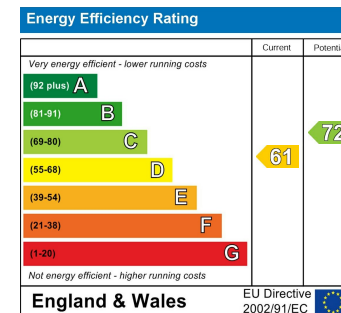 Energy Efficiency Rating
Current
Very energy efficient - lower running costs
(92 plus) A
(81-91) B
(69-80) C
72
(55-68) D
61
(39-54) E
(21-38) F
(1-20) G
Not energy efficient - higher running costs
England & Wales
EU Directive
2002/91/EC